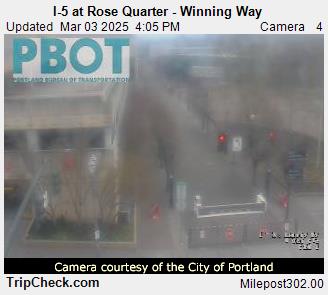 I-5 at Rose Quarter - Winning Way
Updated Mar 03 2025 4:05 PM Camera 4
PBOT
PORTLAND BUREAU OF TRANSPORTATION
Camera courtesy of the City of Portland
TripCheck.com Milepost302.00